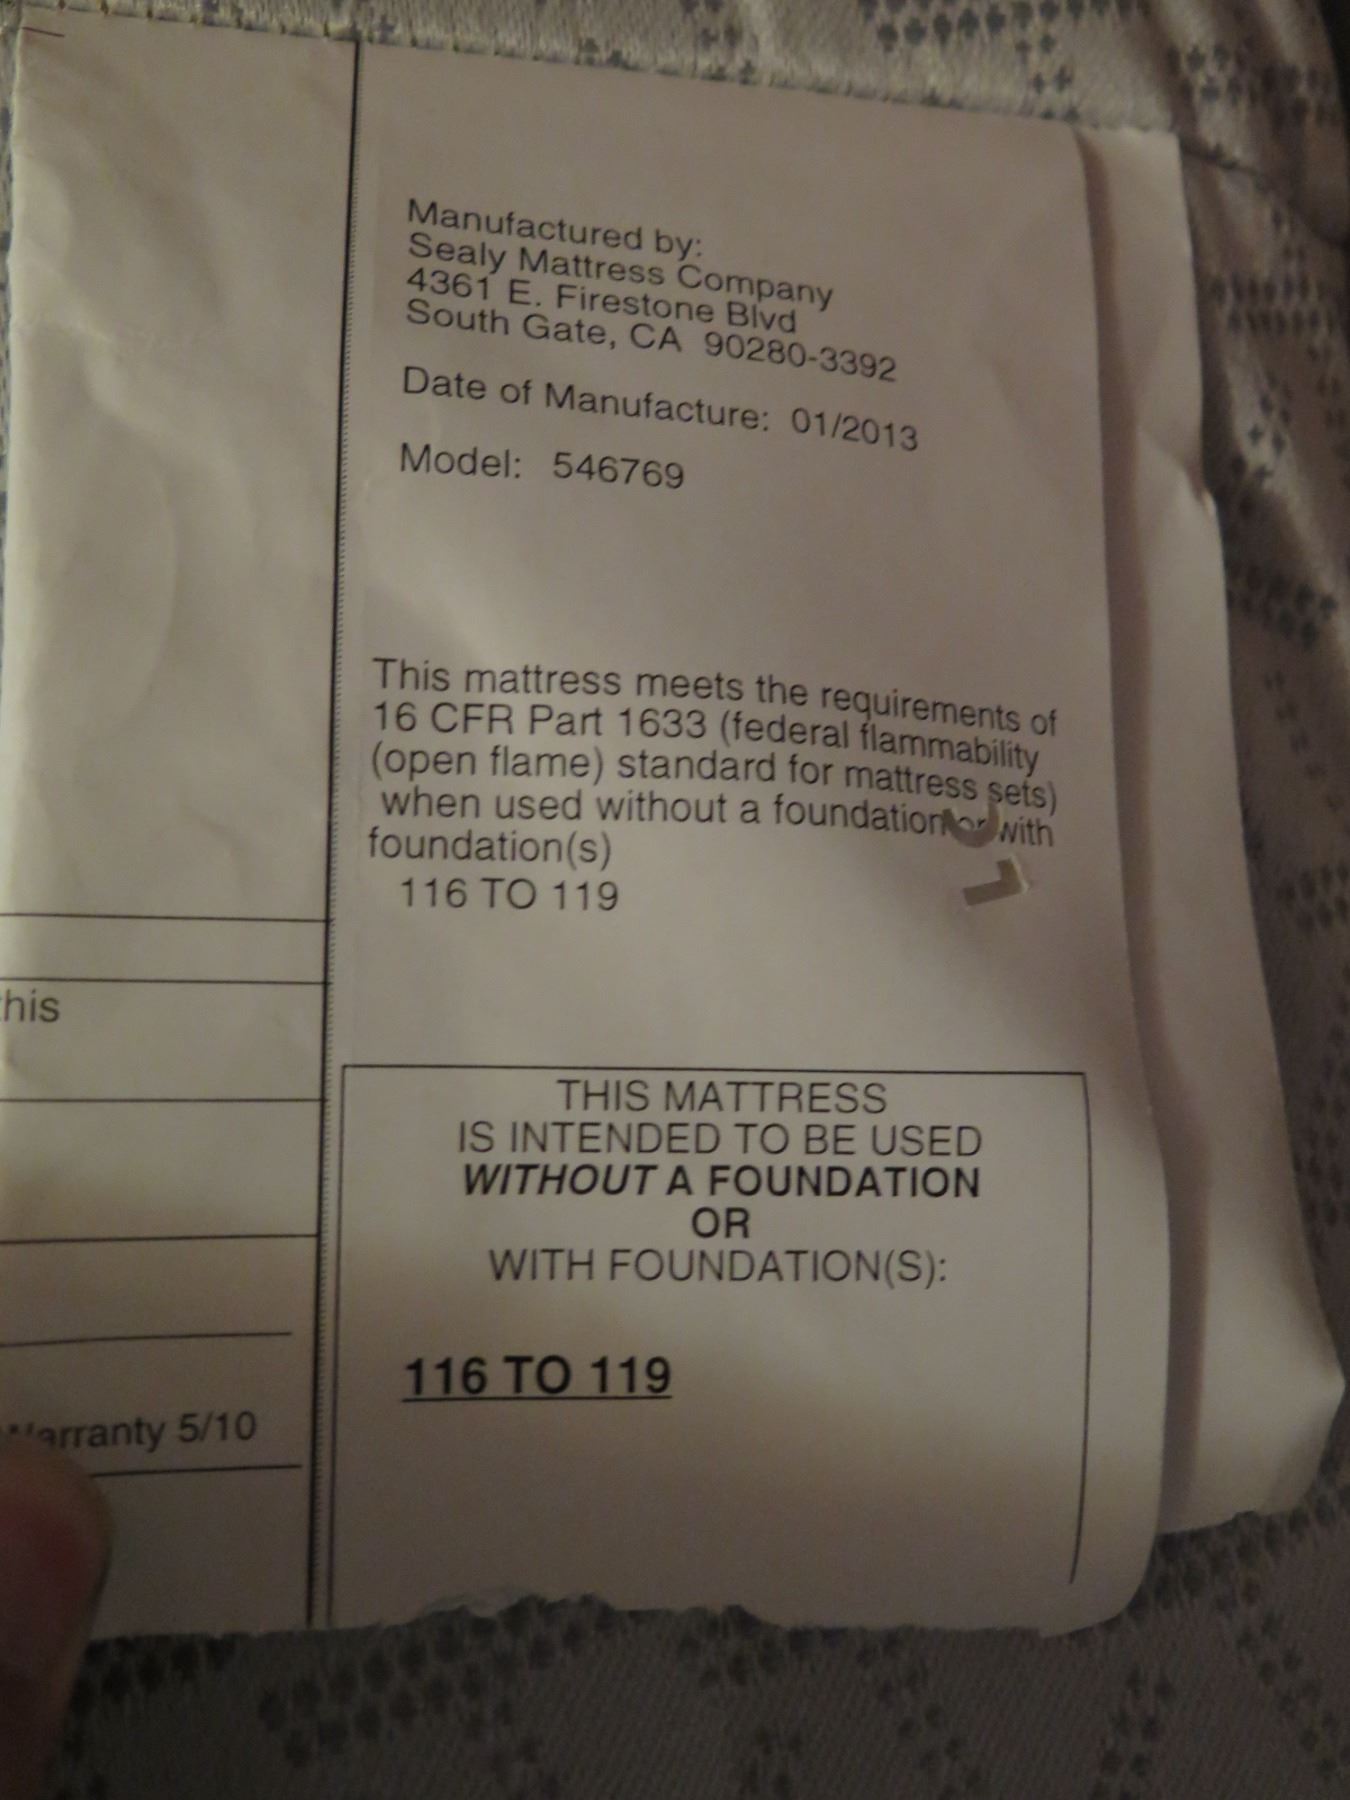 Manufactured by:
Sealy Mattress Company
4361 E. Firestone Blvd
South Gate, CA 90280-3392
Date of Manufacture: 01/2013
Model: 546769
This mattress meets the requirements of
16 CFR Part 1633 (federal flammability
(open flame) standard for mattress sets)
when used without a foundation or with
foundation(s)
116 TO 119
THIS MATTRESS
IS INTENDED TO BE USED
WITHOUT A FOUNDATION
OR
WITH FOUNDATION(S):
116 TO 119
this
Warranty 5/10